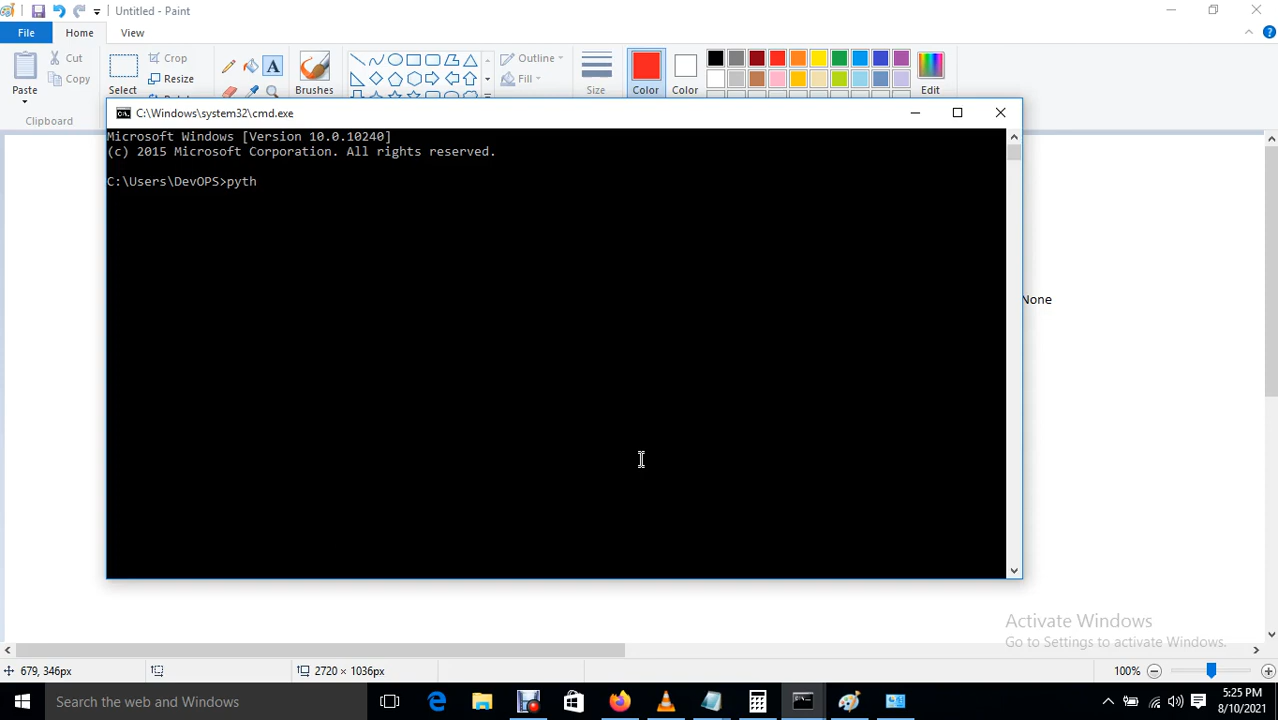 Untitled - Paint
File
Home
View
Paste
Cut
Copy
Clipboard
Select
Crop
Resize
Brushes
Outline
Fill
Size
Color
Color
Edit
C:\Windows\system32\cmd.exe
Microsoft Windows [Version 10.0.10240]
(c) 2015 Microsoft Corporation. All rights reserved.
C:\Users\DevOPS>pyth
None
Activate Windows
Go to Settings to activate Windows.
679, 346px
2720 × 1036px
100%
Search the web and Windows
5:25 PM
8/10/2021